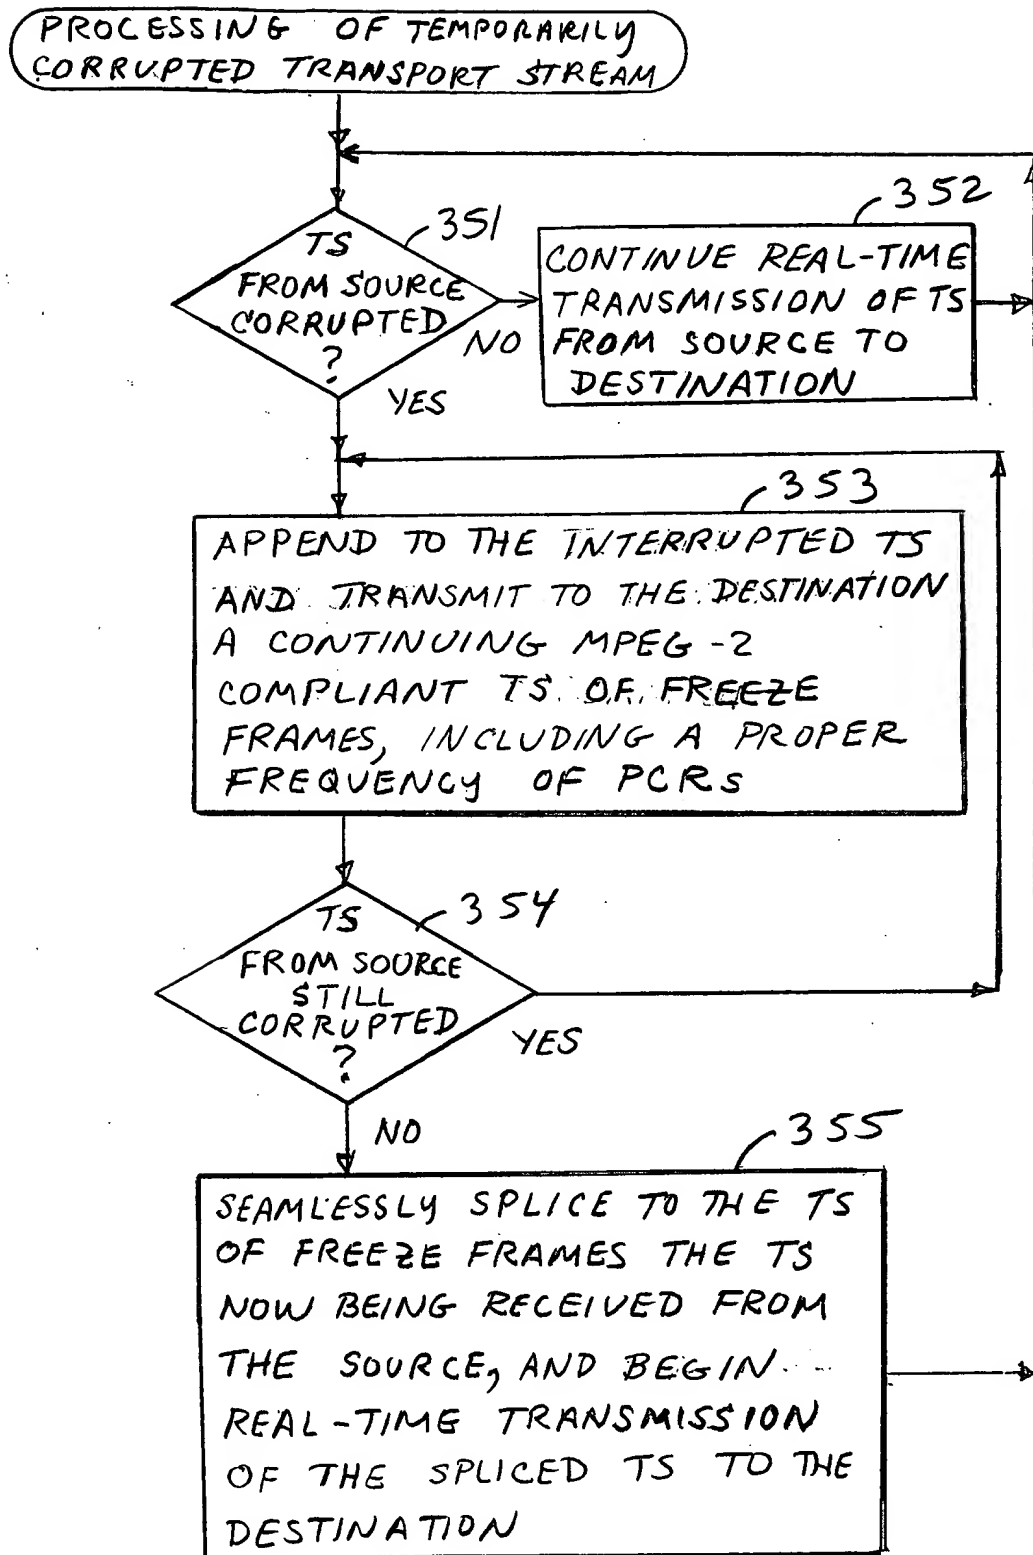 PROCESSING OF TEMPORARILY
CORRUPTED TRANSPORT STREAM
351
TS
FROM SOURCE
CORRUPTED
?
NO
YES
352
CONTINUE REAL-TIME
TRANSMISSION OF TS
FROM SOURCE TO
DESTINATION
353
APPEND TO THE INTERRUPTED TS
AND TRANSMIT TO THE DESTINATION
A CONTINUING MPEG-2
COMPLIANT TS OF FREEZE
FRAMES, INCLUDING A PROPER
FREQUENCY OF PCRs
354
TS
FROM SOURCE
STILL
CORRUPTED
?
YES
NO
355
SEAMLESSLY SPLICE TO THE TS
OF FREEZE FRAMES THE TS
NOW BEING RECEIVED FROM
THE SOURCE, AND BEGIN
REAL-TIME TRANSMISSION
OF THE SPLICED TS TO THE
DESTINATION